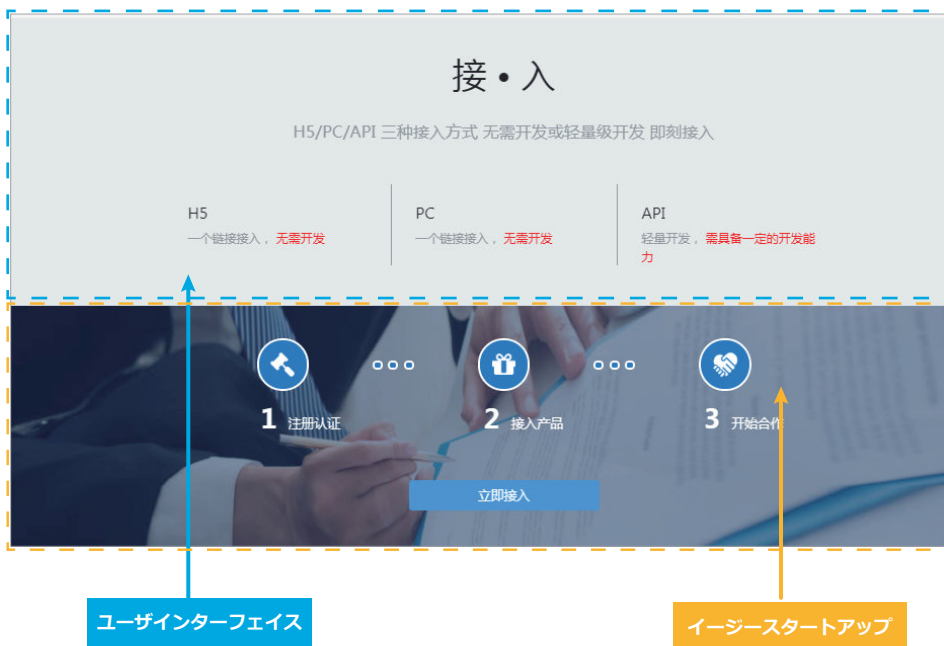 接•入
H5/PC/API 三种接入方式 无需开发或轻量级开发 即刻接入
H5
一个链接接入，无需开发
PC
一个链接接入，无需开发
API
轻量开发，需具备一定的开发能
力
1 注册认证
2 接入产品
3 开始合作
立即接入
ユーザインターフェイス
イージースタートアップ